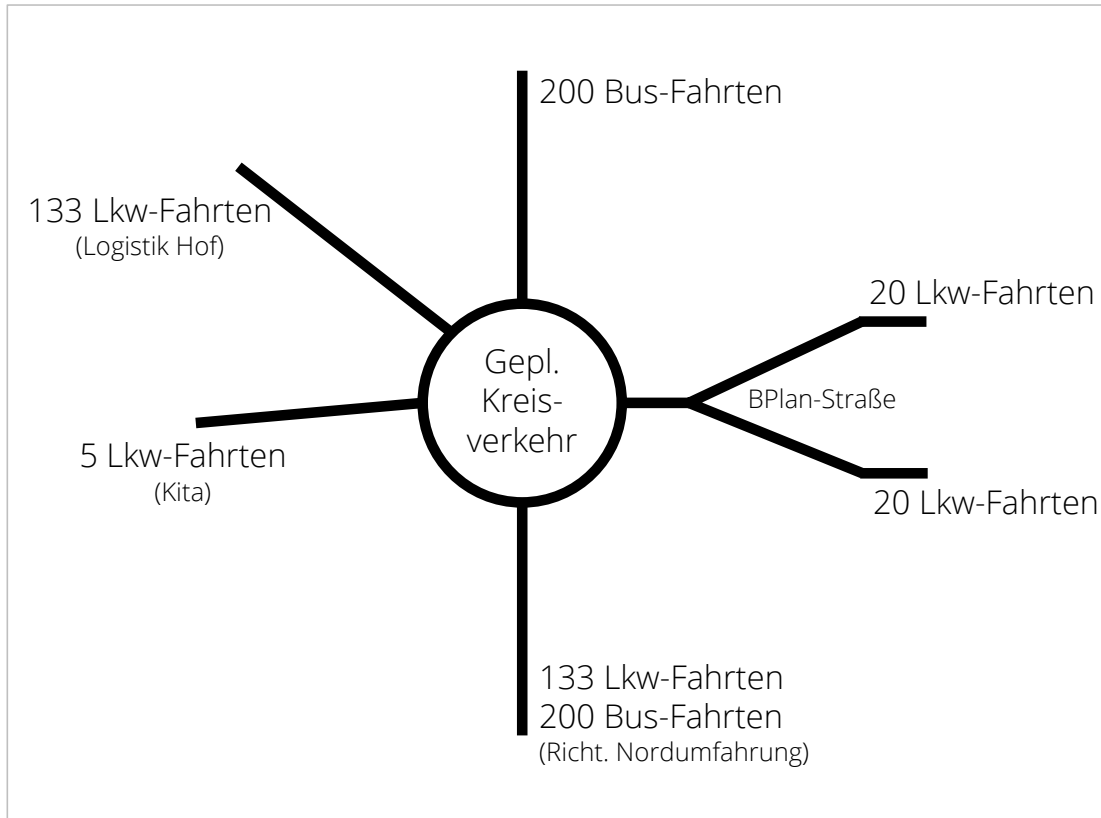 200 Bus-Fahrten
133 Lkw-Fahrten
(Logistik Hof)
20 Lkw-Fahrten
Gepl.
Kreis-
verkehr
BPlan-Straße
5 Lkw-Fahrten
(Kita)
20 Lkw-Fahrten
133 Lkw-Fahrten
200 Bus-Fahrten
(Richt. Nordumfahrung)